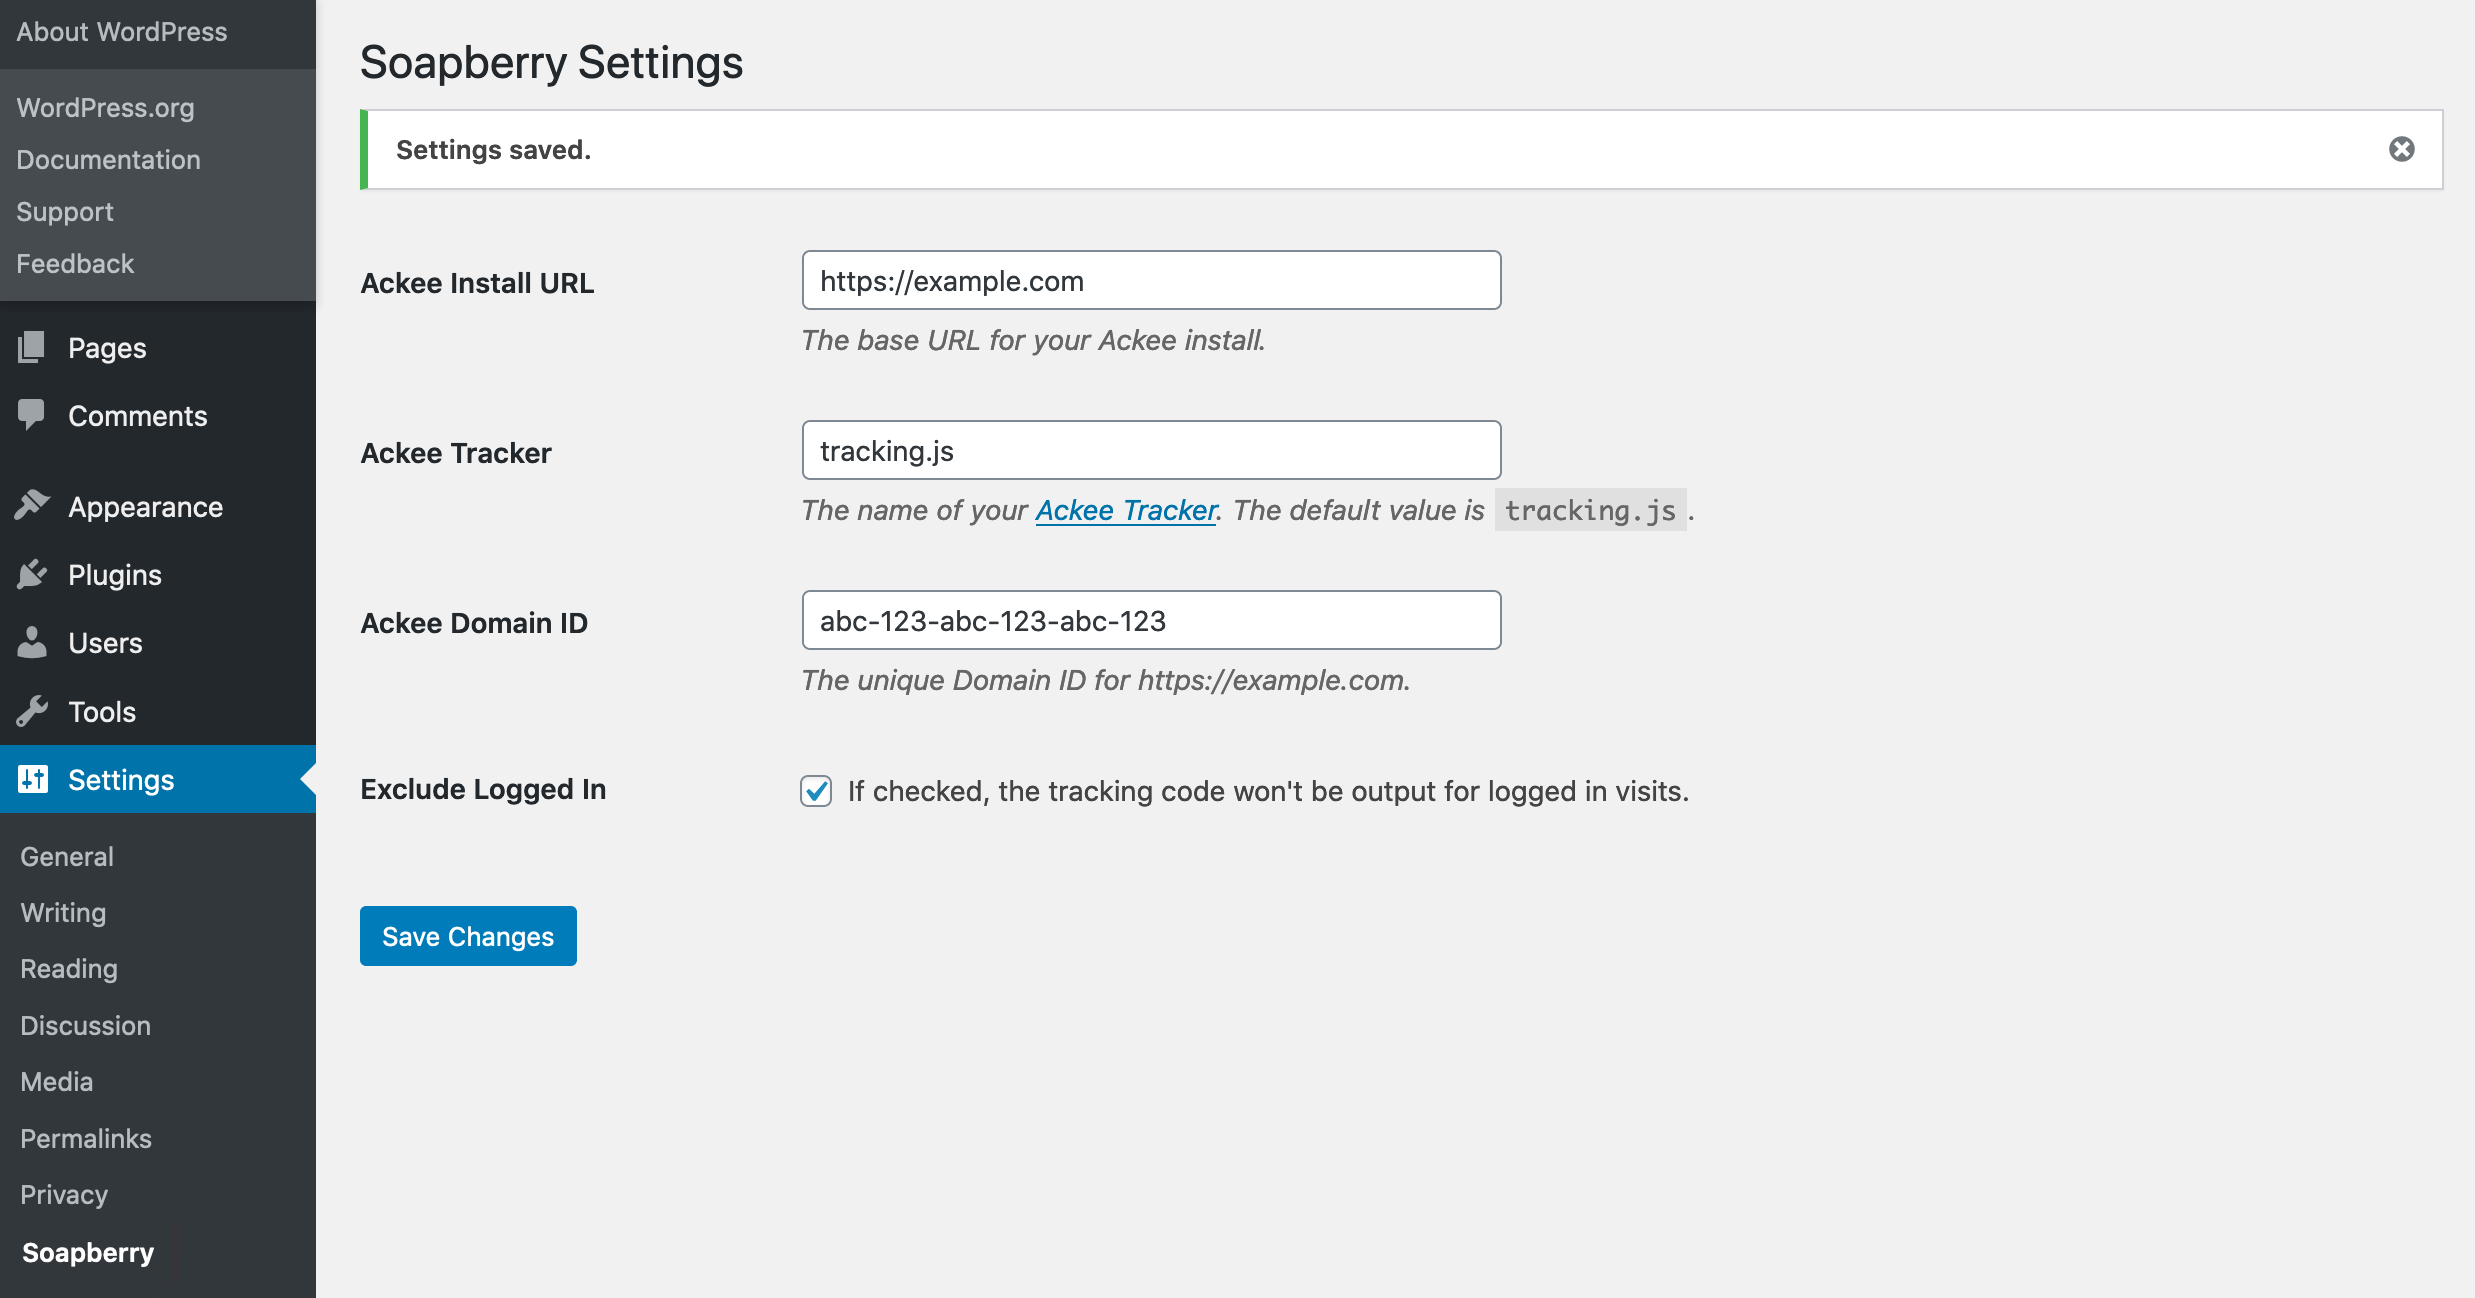 About WordPress
WordPress.org
Documentation
Support
Feedback
Pages
Comments
Appearance
Plugins
Users
Tools
Settings
General
Writing
Reading
Discussion
Media
Permalinks
Privacy
Soapberry
Soapberry Settings
Settings saved.
Ackee Install URL
https://example.com
The base URL for your Ackee install.
Ackee Tracker
tracking.js
The name of your Ackee Tracker. The default value is tracking.js.
Ackee Domain ID
abc-123-abc-123-abc-123
The unique Domain ID for https://example.com.
Exclude Logged In
If checked, the tracking code won't be output for logged in visits.
Save Changes